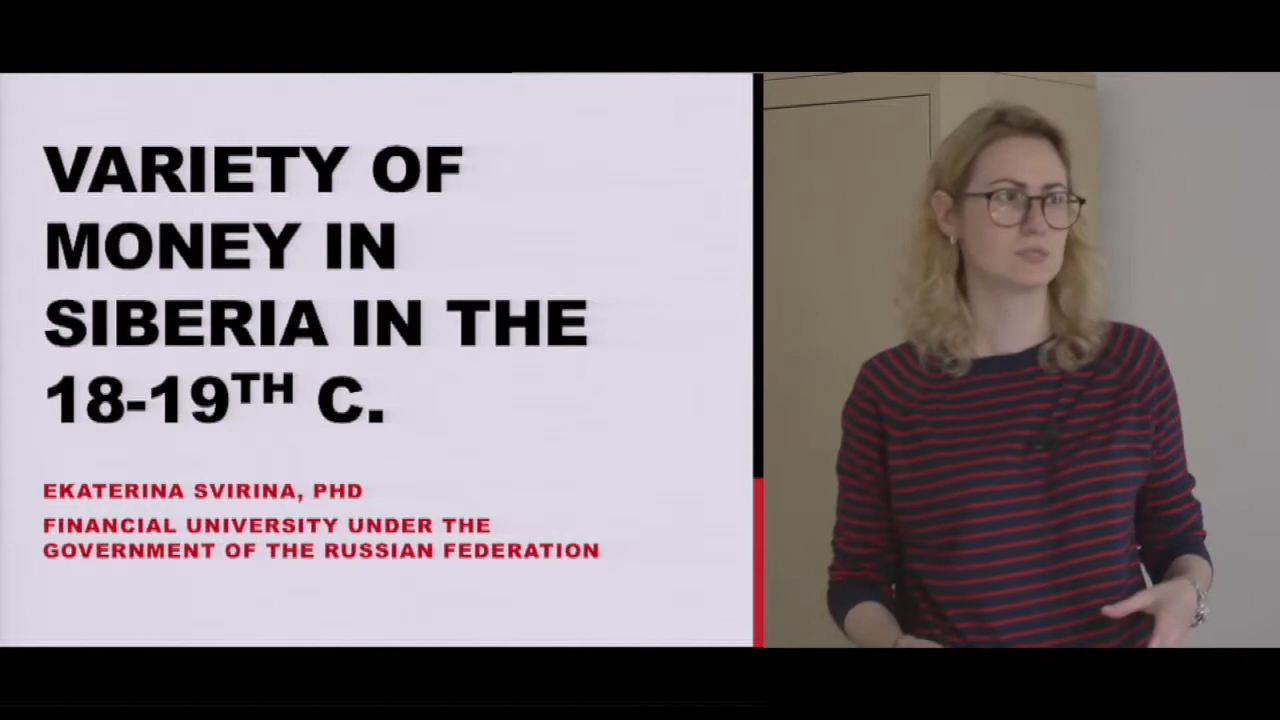 VARIETY OF
MONEY IN
SIBERIA IN THE
18-19TH C.
EKATERINA SVIRINA, PHD
FINANCIAL UNIVERSITY UNDER THE
GOVERNMENT OF THE RUSSIAN FEDERATION